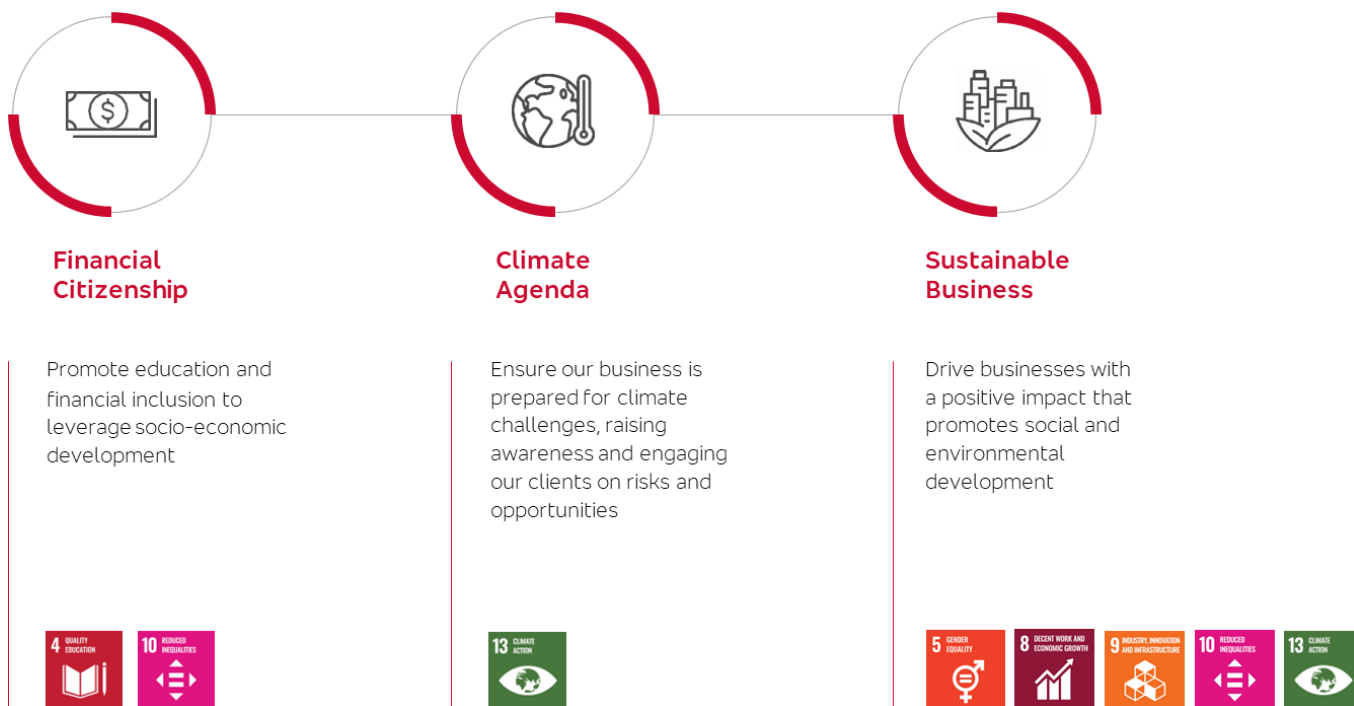 $
Financial
Citizenship
Promote education and
financial inclusion to
leverage socio-economic
development
4 QUALITY
EDUCATION
10 REDUCED
INEQUALITIES
Climate
Agenda
Ensure our business is
prepared for climate
challenges, raising
awareness and engaging
our clients on risks and
opportunities
13 CLIMATE
ACTION
Sustainable
Business
Drive businesses with
a positive impact that
promotes social and
environmental
development
5 GENDER
EQUALITY
8 DECENT WORK AND
ECONOMIC GROWTH
9 INDUSTRY, INNOVATION
AND INFRASTRUCTURE
10 REDUCED
INEQUALITIES
13 CLIMATE
ACTION